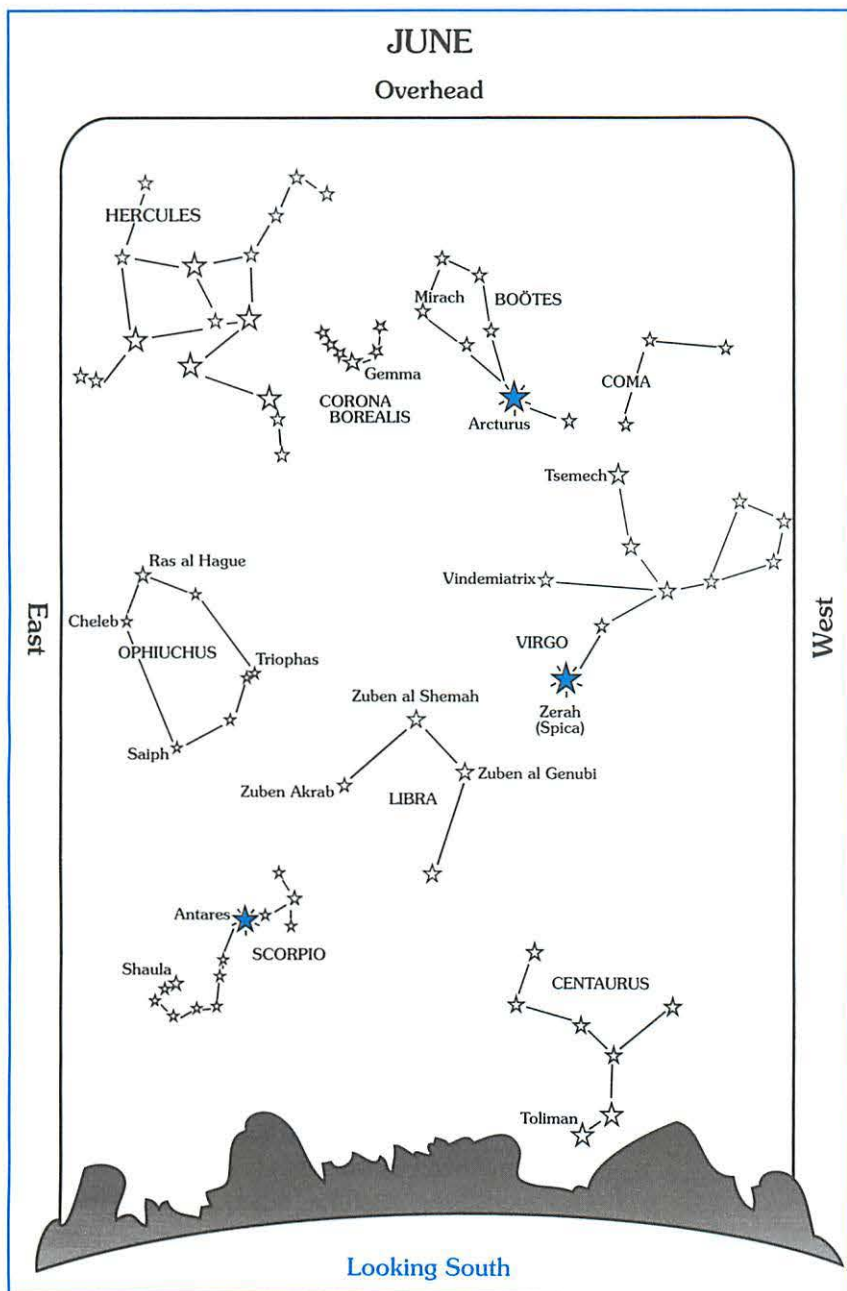 JUNE
Overhead
HERCULES
Mirach
BOÖTES
Gemma
CORONA
BOREALIS
COMA
Arcturus
Tsemech
Ras al Hague
Vindemiatrix
Cheleb
East
OPHIUCHUS
Triophas
VIRGO
West
Zerah
(Spica)
Zuben al Shemah
Saiph
Zuben al Genubi
Zuben Akrab
LIBRA
Antares
SCORPIO
Shaula
CENTAURUS
Toliman
Looking South